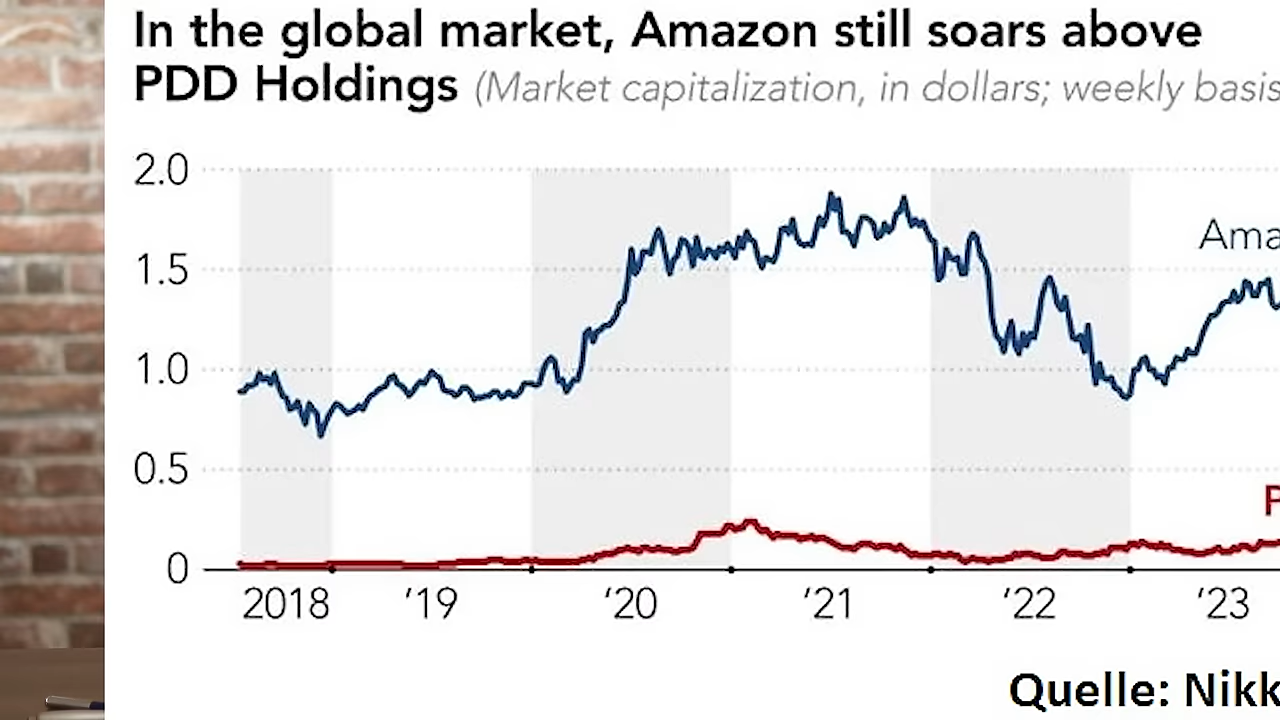 In the global market, Amazon still soars above
PDD Holdings (Market capitalization, in dollars; weekly basis
2.0
1.5
1.0
0.5
0
Ama
P
2018 '19 '20 '21 '22 '23
Quelle: Nikk